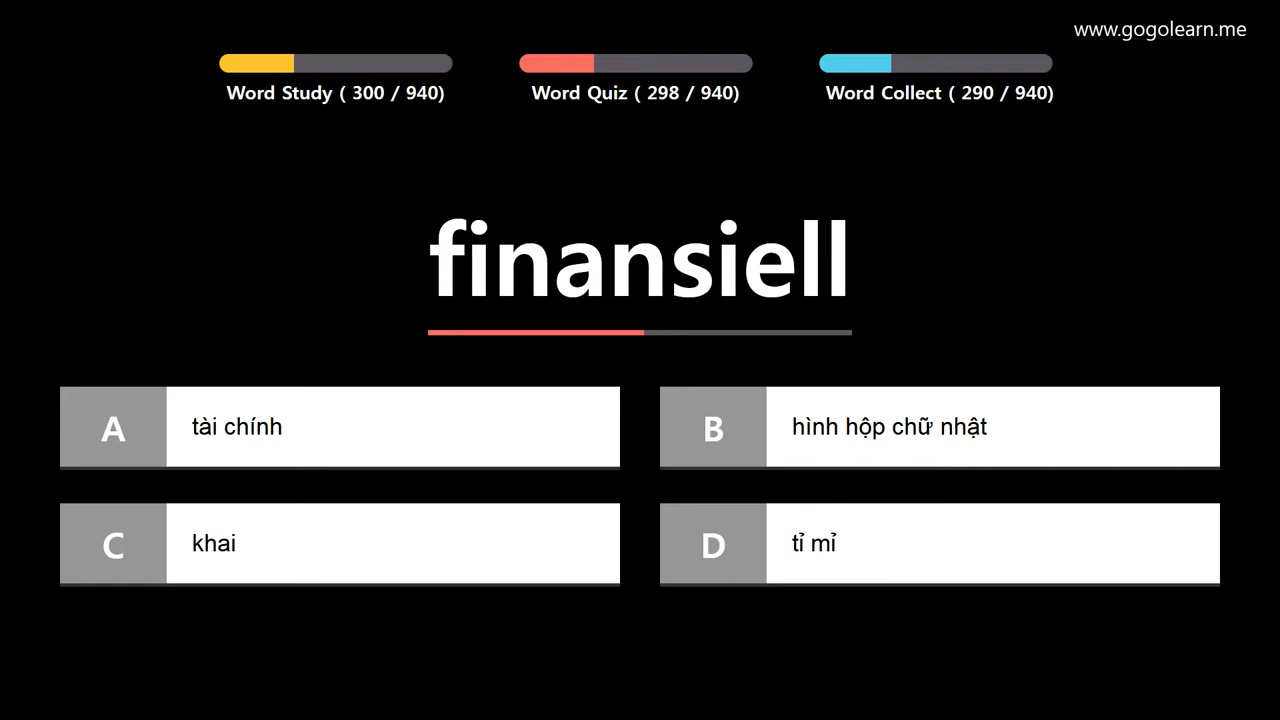 www.gogolearn.me
Word Study ( 300 / 940)
Word Quiz ( 298 / 940)
Word Collect ( 290 / 940)
finansiell
A tài chính
B hình hộp chữ nhật
C khai
D tỉ mỉ